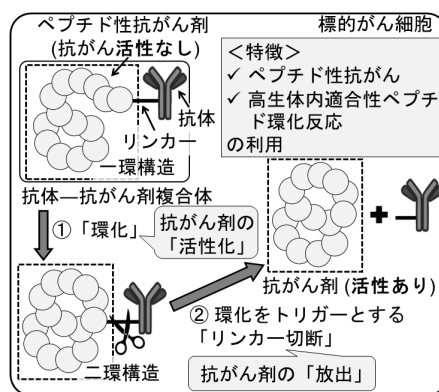 ペプチド性抗がん剤
(抗がん活性なし)
標的がん細胞
＜特徴＞
✓ ペプチド性抗がん
✓ 高生体内適合性ペプチ
ド環化反応
の利用
抗体
リンカー
一環構造
抗体―抗がん剤複合体
①「環化」
抗がん剤の
「活性化」
抗がん剤 (活性あり)
二環構造
② 環化をトリガーとする
「リンカー切断」
抗がん剤の「放出」